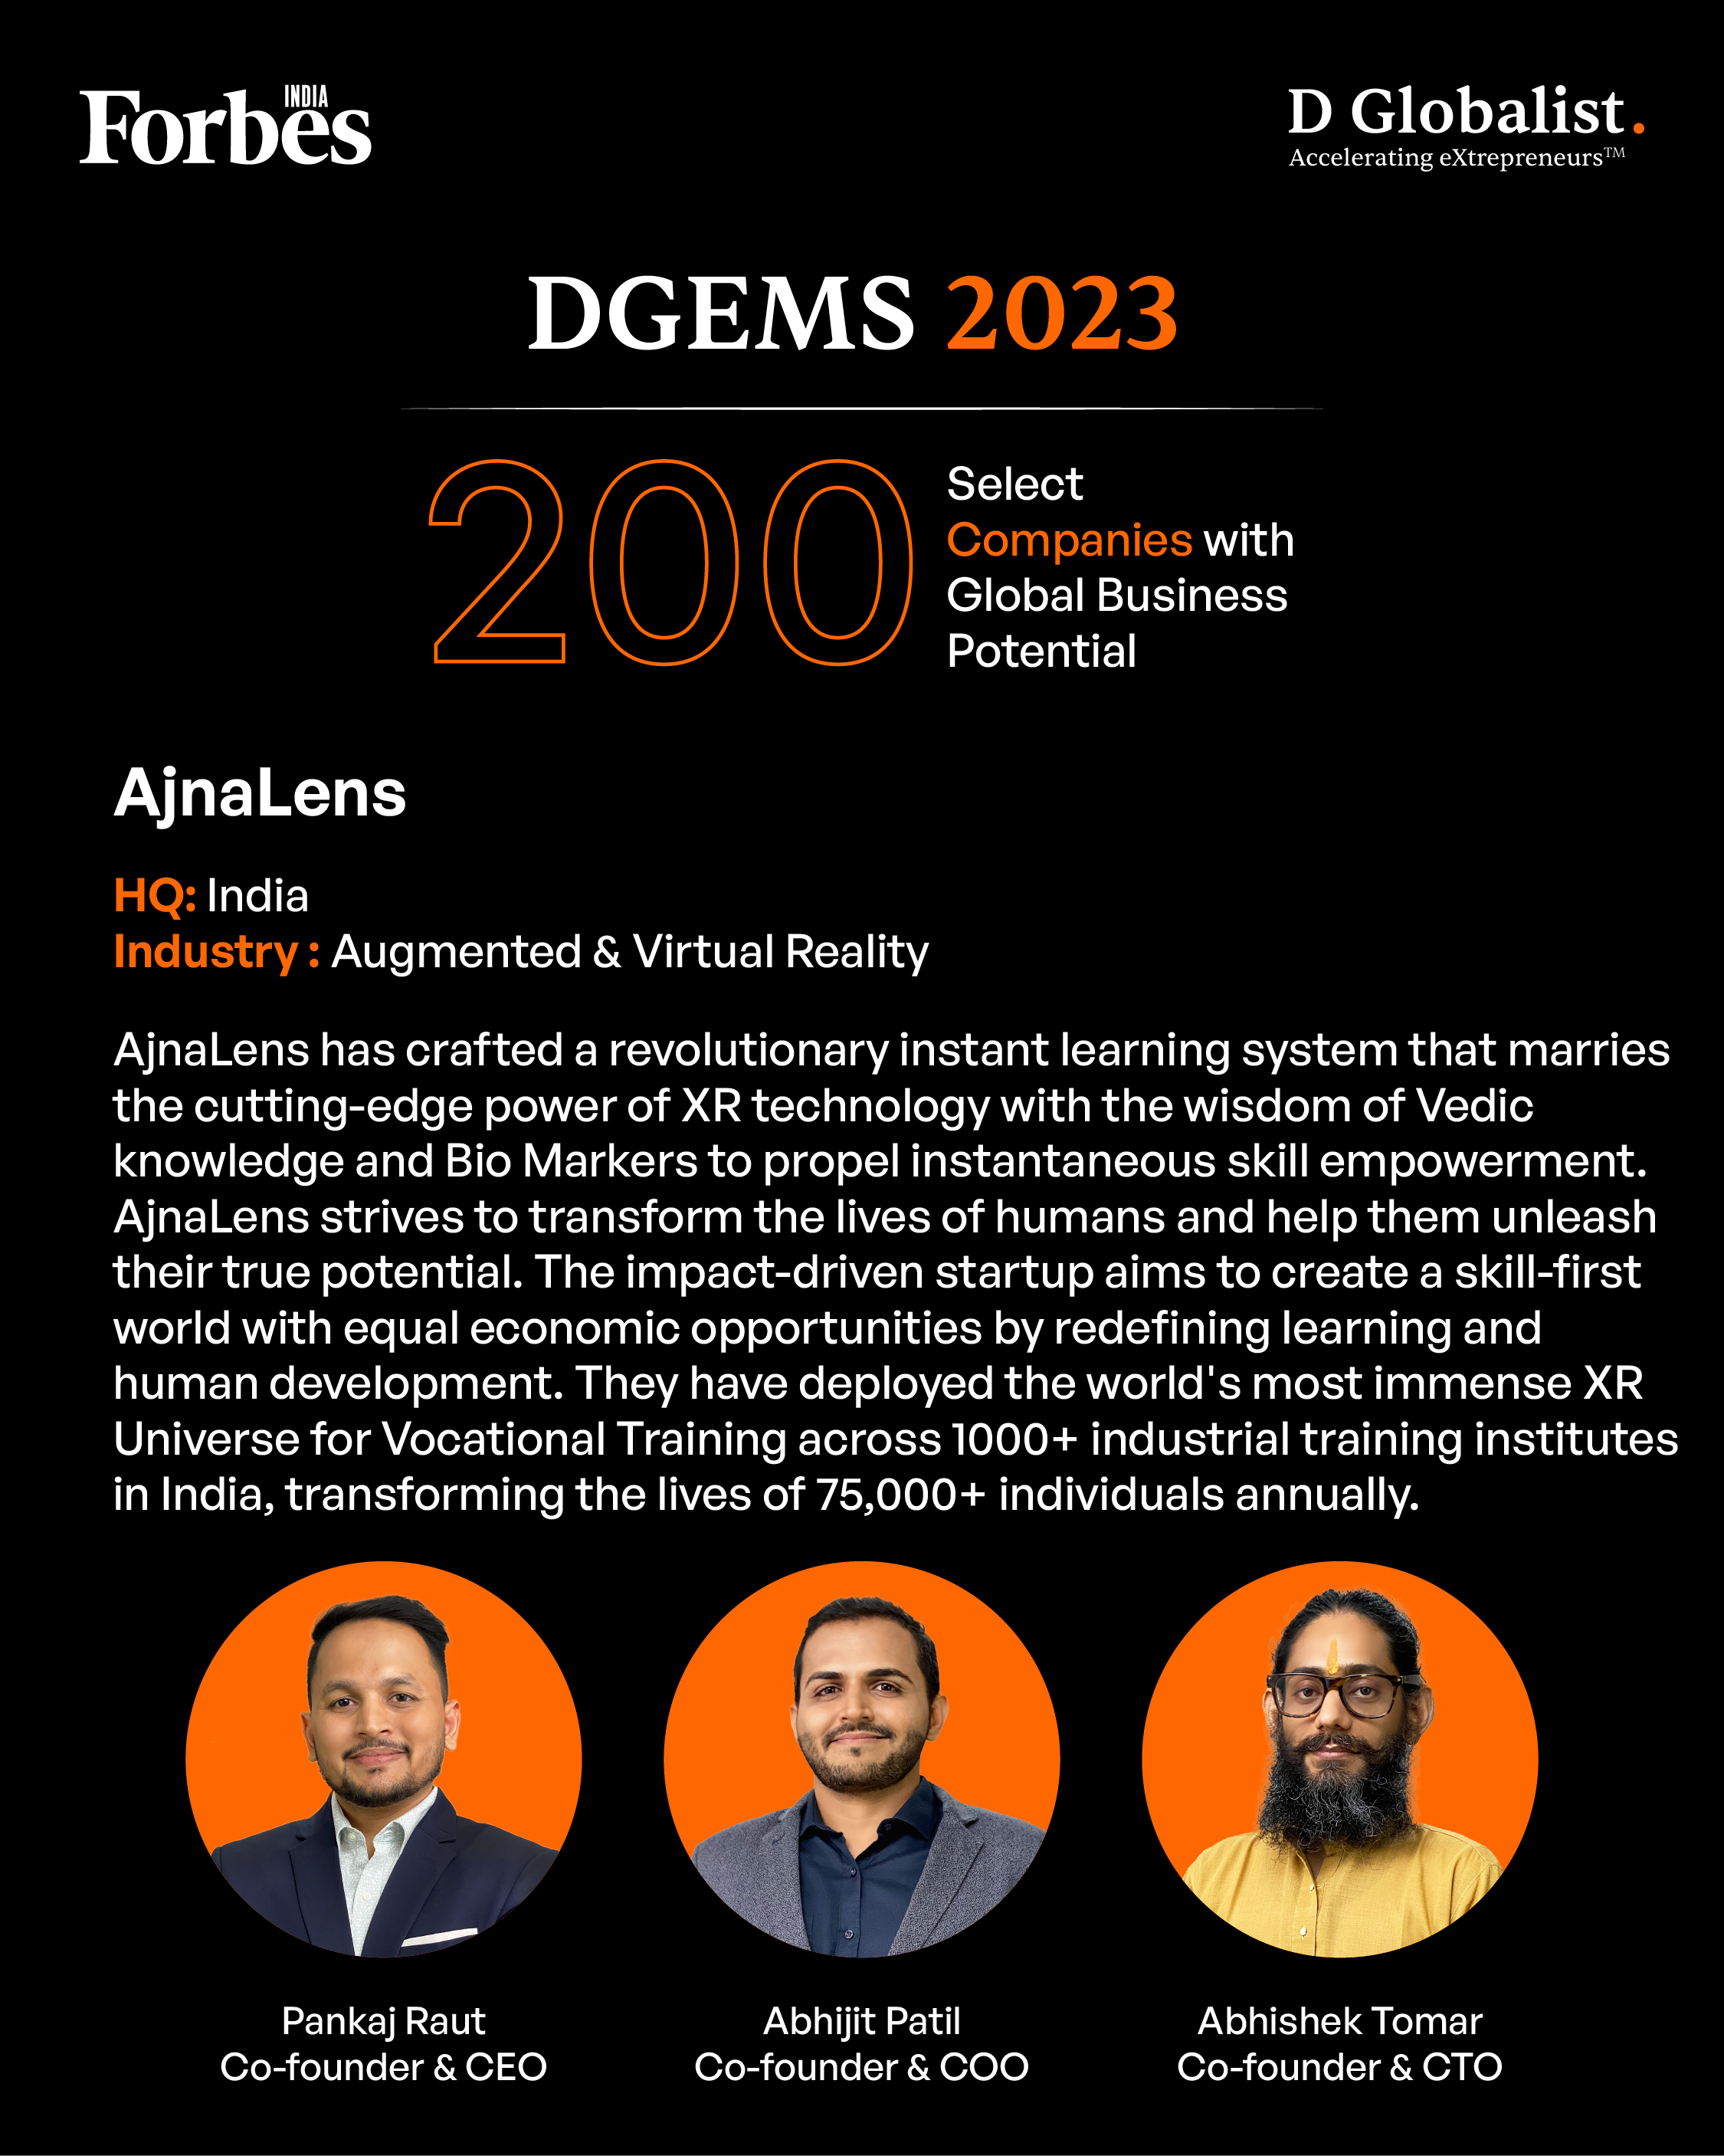 Forbes INDIA
D Globalist.
Accelerating eXtrepreneurs™
DGEMS 2023
200
Select
Companies with
Global Business
Potential
AjnaLens
HQ: India
Industry : Augmented & Virtual Reality
AjnaLens has crafted a revolutionary instant learning system that marries
the cutting-edge power of XR technology with the wisdom of Vedic
knowledge and Bio Markers to propel instantaneous skill empowerment.
AjnaLens strives to transform the lives of humans and help them unleash
their true potential. The impact-driven startup aims to create a skill-first
world with equal economic opportunities by redefining learning and
human development. They have deployed the world's most immense XR
Universe for Vocational Training across 1000+ industrial training institutes
in India, transforming the lives of 75,000+ individuals annually.
Pankaj Raut
Co-founder & CEO
Abhijit Patil
Co-founder & COO
Abhishek Tomar
Co-founder & CTO